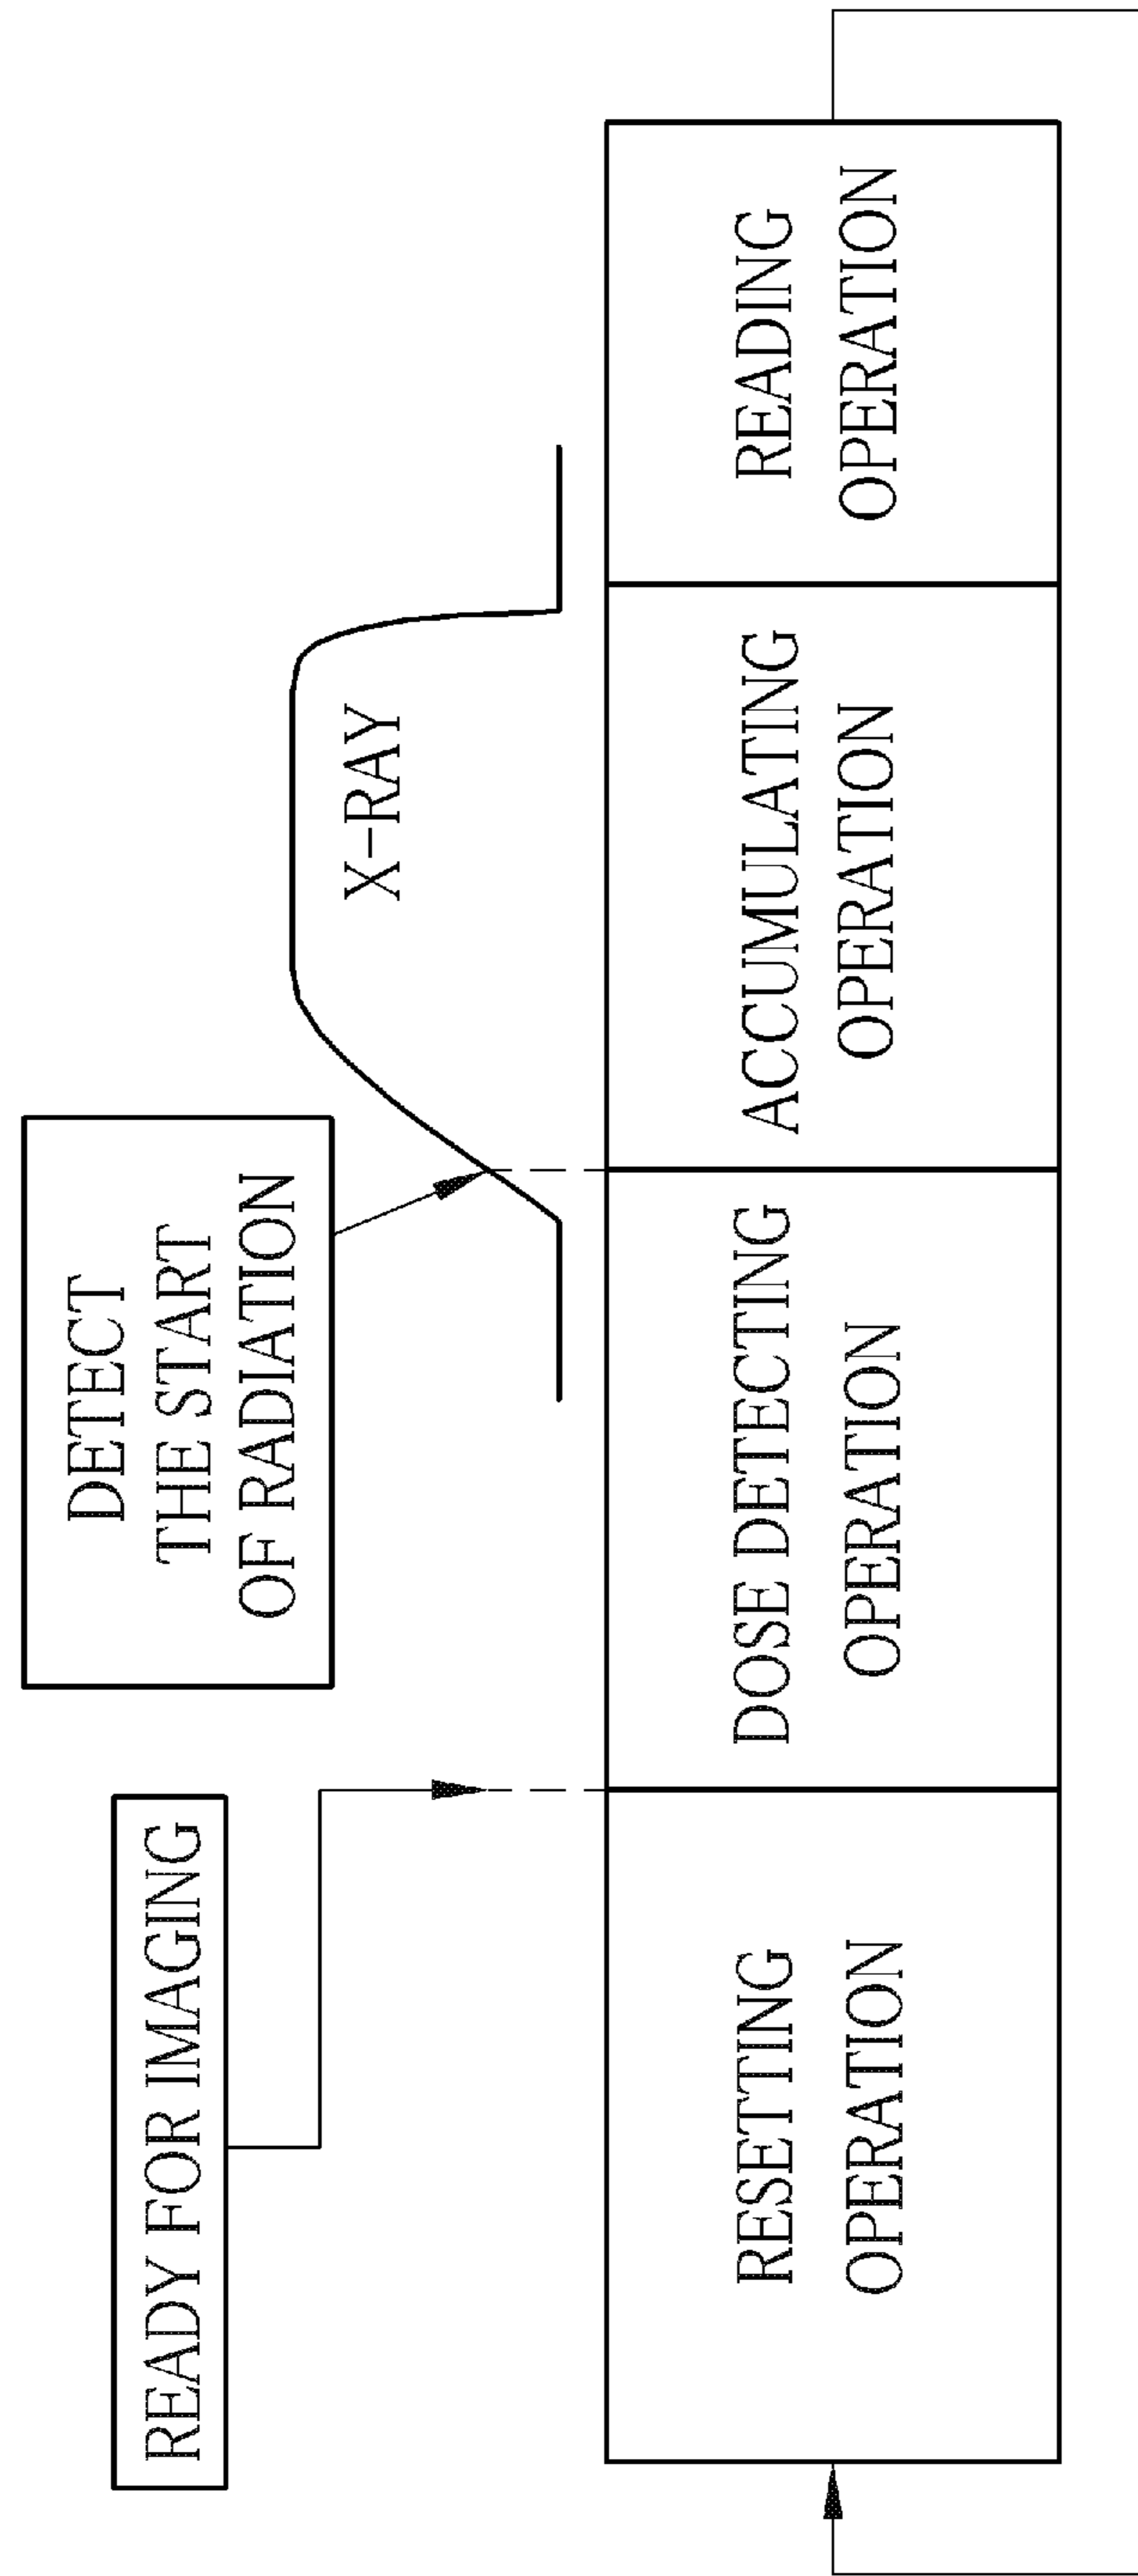 READY FOR IMAGING
DETECT
THE START
OF RADIATION
X-RAY
RESETTING
OPERATION
DOSE DETECTING
OPERATION
ACCUMULATING
OPERATION
READING
OPERATION